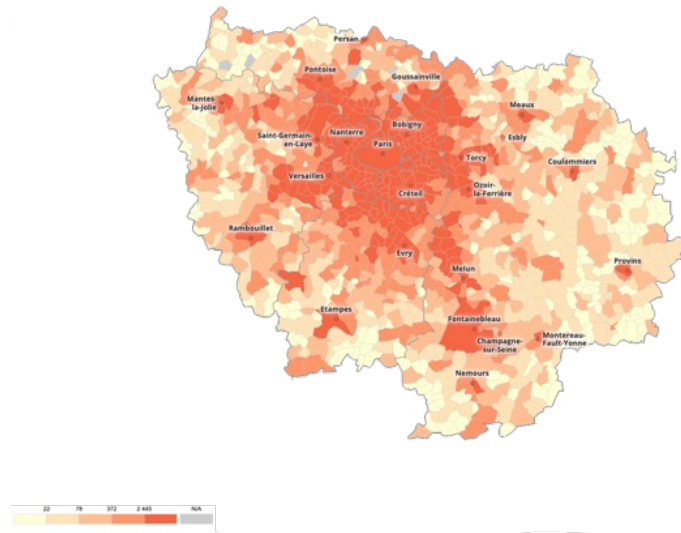 Persan
Pontoise
Goussainville
Mantes-
la-Jolie
Meaux
Saint-Germain-
en-Laye
Nanterre
Bobigny
Esbly
Paris
Torcy
Coulommiers
Versailles
Créteil
Ozoir-
la-Ferrière
Rambouillet
Evry
Melun
Provins
Etampes
Fontainebleau
Champagne-
sur-Seine
Montereau-
Fault-Yonne
Nemours
22 78 372 2 445 N/A